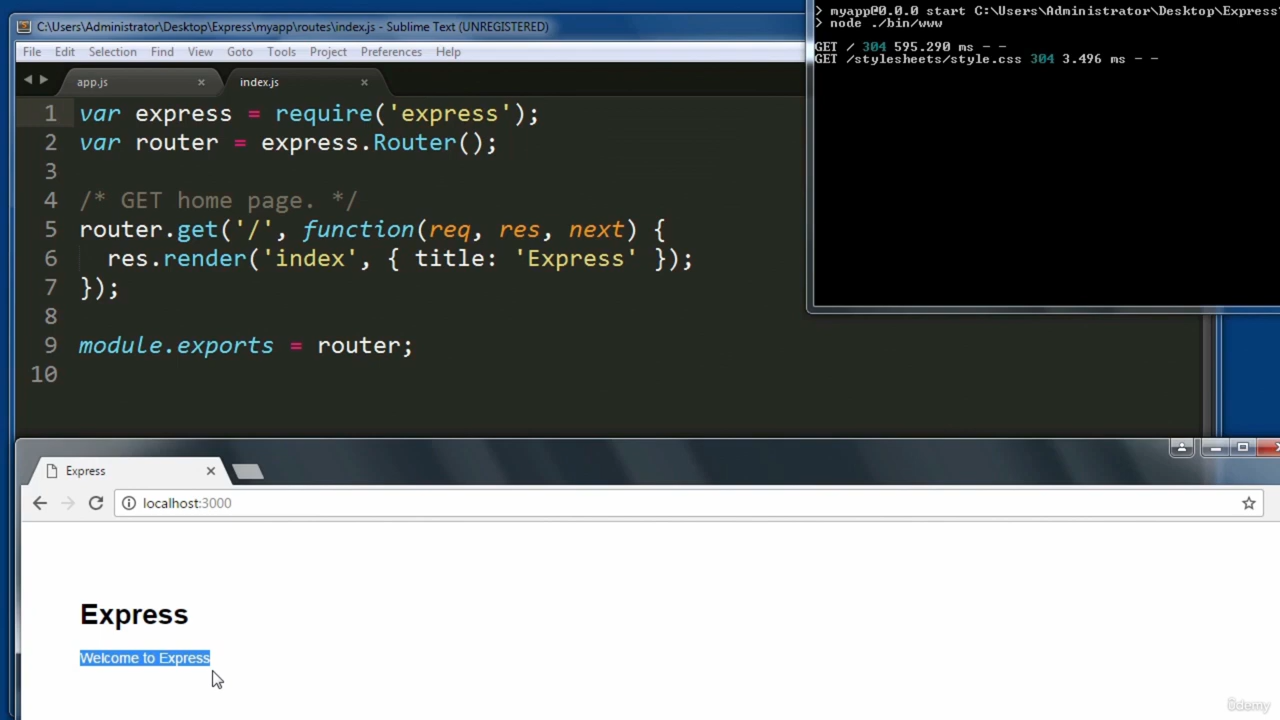 C:\Users\Administrator\Desktop\Express\myapp\routes\index.js - Sublime Text (UNREGISTERED)
File Edit Selection Find View Goto Tools Project Preferences Help
app.js × index.js ×
1 var express = require('express');
2 var router = express.Router();
3
4 /* GET home page. */
5 router.get('/', function(req, res, next) {
6 res.render('index', { title: 'Express' });
7 });
8
9 module.exports = router;
10
> myapp@0.0.0 start C:\Users\Administrator\Desktop\Express
> node ./bin/www
GET / 304 595.290 ms - -
GET /stylesheets/style.css 304 3.496 ms - -
Express ×
localhost:3000
Express
Welcome to Express
ûdemy